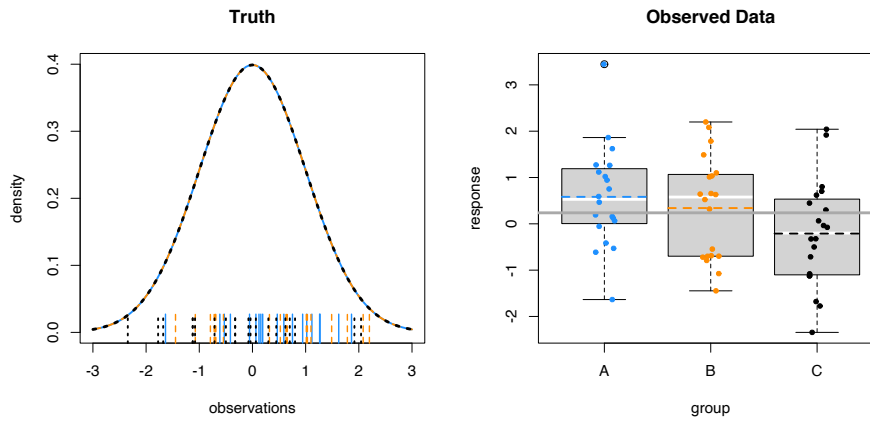 Truth
density
0.0
0.1
0.2
0.3
0.4
-3
-2
-1
0
1
2
3
observations
Observed Data
response
-2
-1
0
1
2
3
A
B
C
group